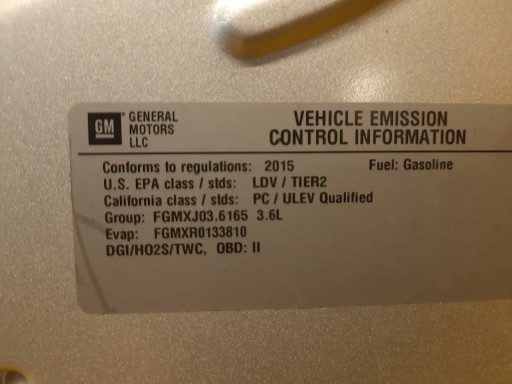 GM GENERAL MOTORS LLC
VEHICLE EMISSION
CONTROL INFORMATION
Conforms to regulations: 2015 Fuel: Gasoline
U.S. EPA class / stds: LDV / TIER2
California class / stds: PC / ULEV Qualified
Group: FGMXJ03.6165 3.6L
Evap: FGMXR0133810
DGI/HO2S/TWC, OBD: II